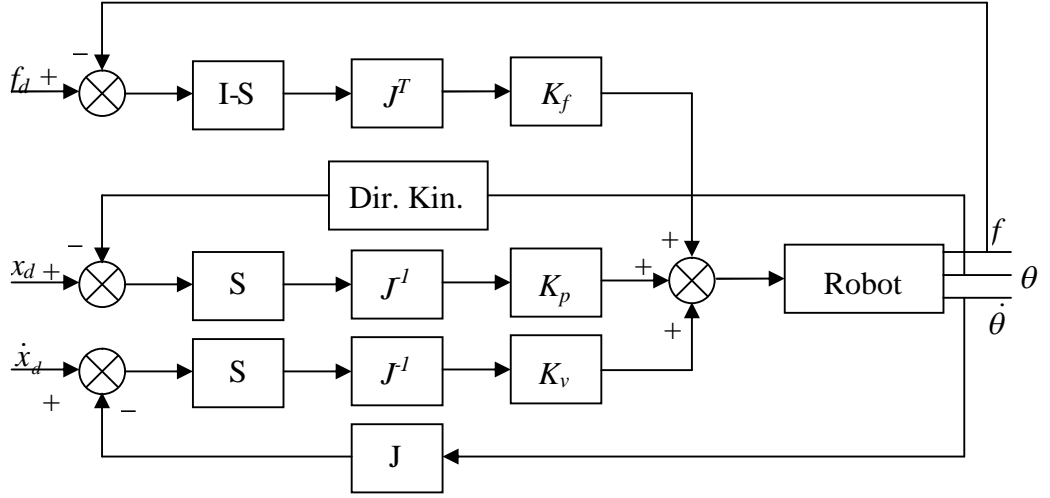 −
f_d +
I-S
J^T
K_f
Dir. Kin.
−
x_d +
S
J^-1
K_p
+
+
+
Robot
f
θ
θ̇
ẋ_d
+
−
S
J^-1
K_v
J